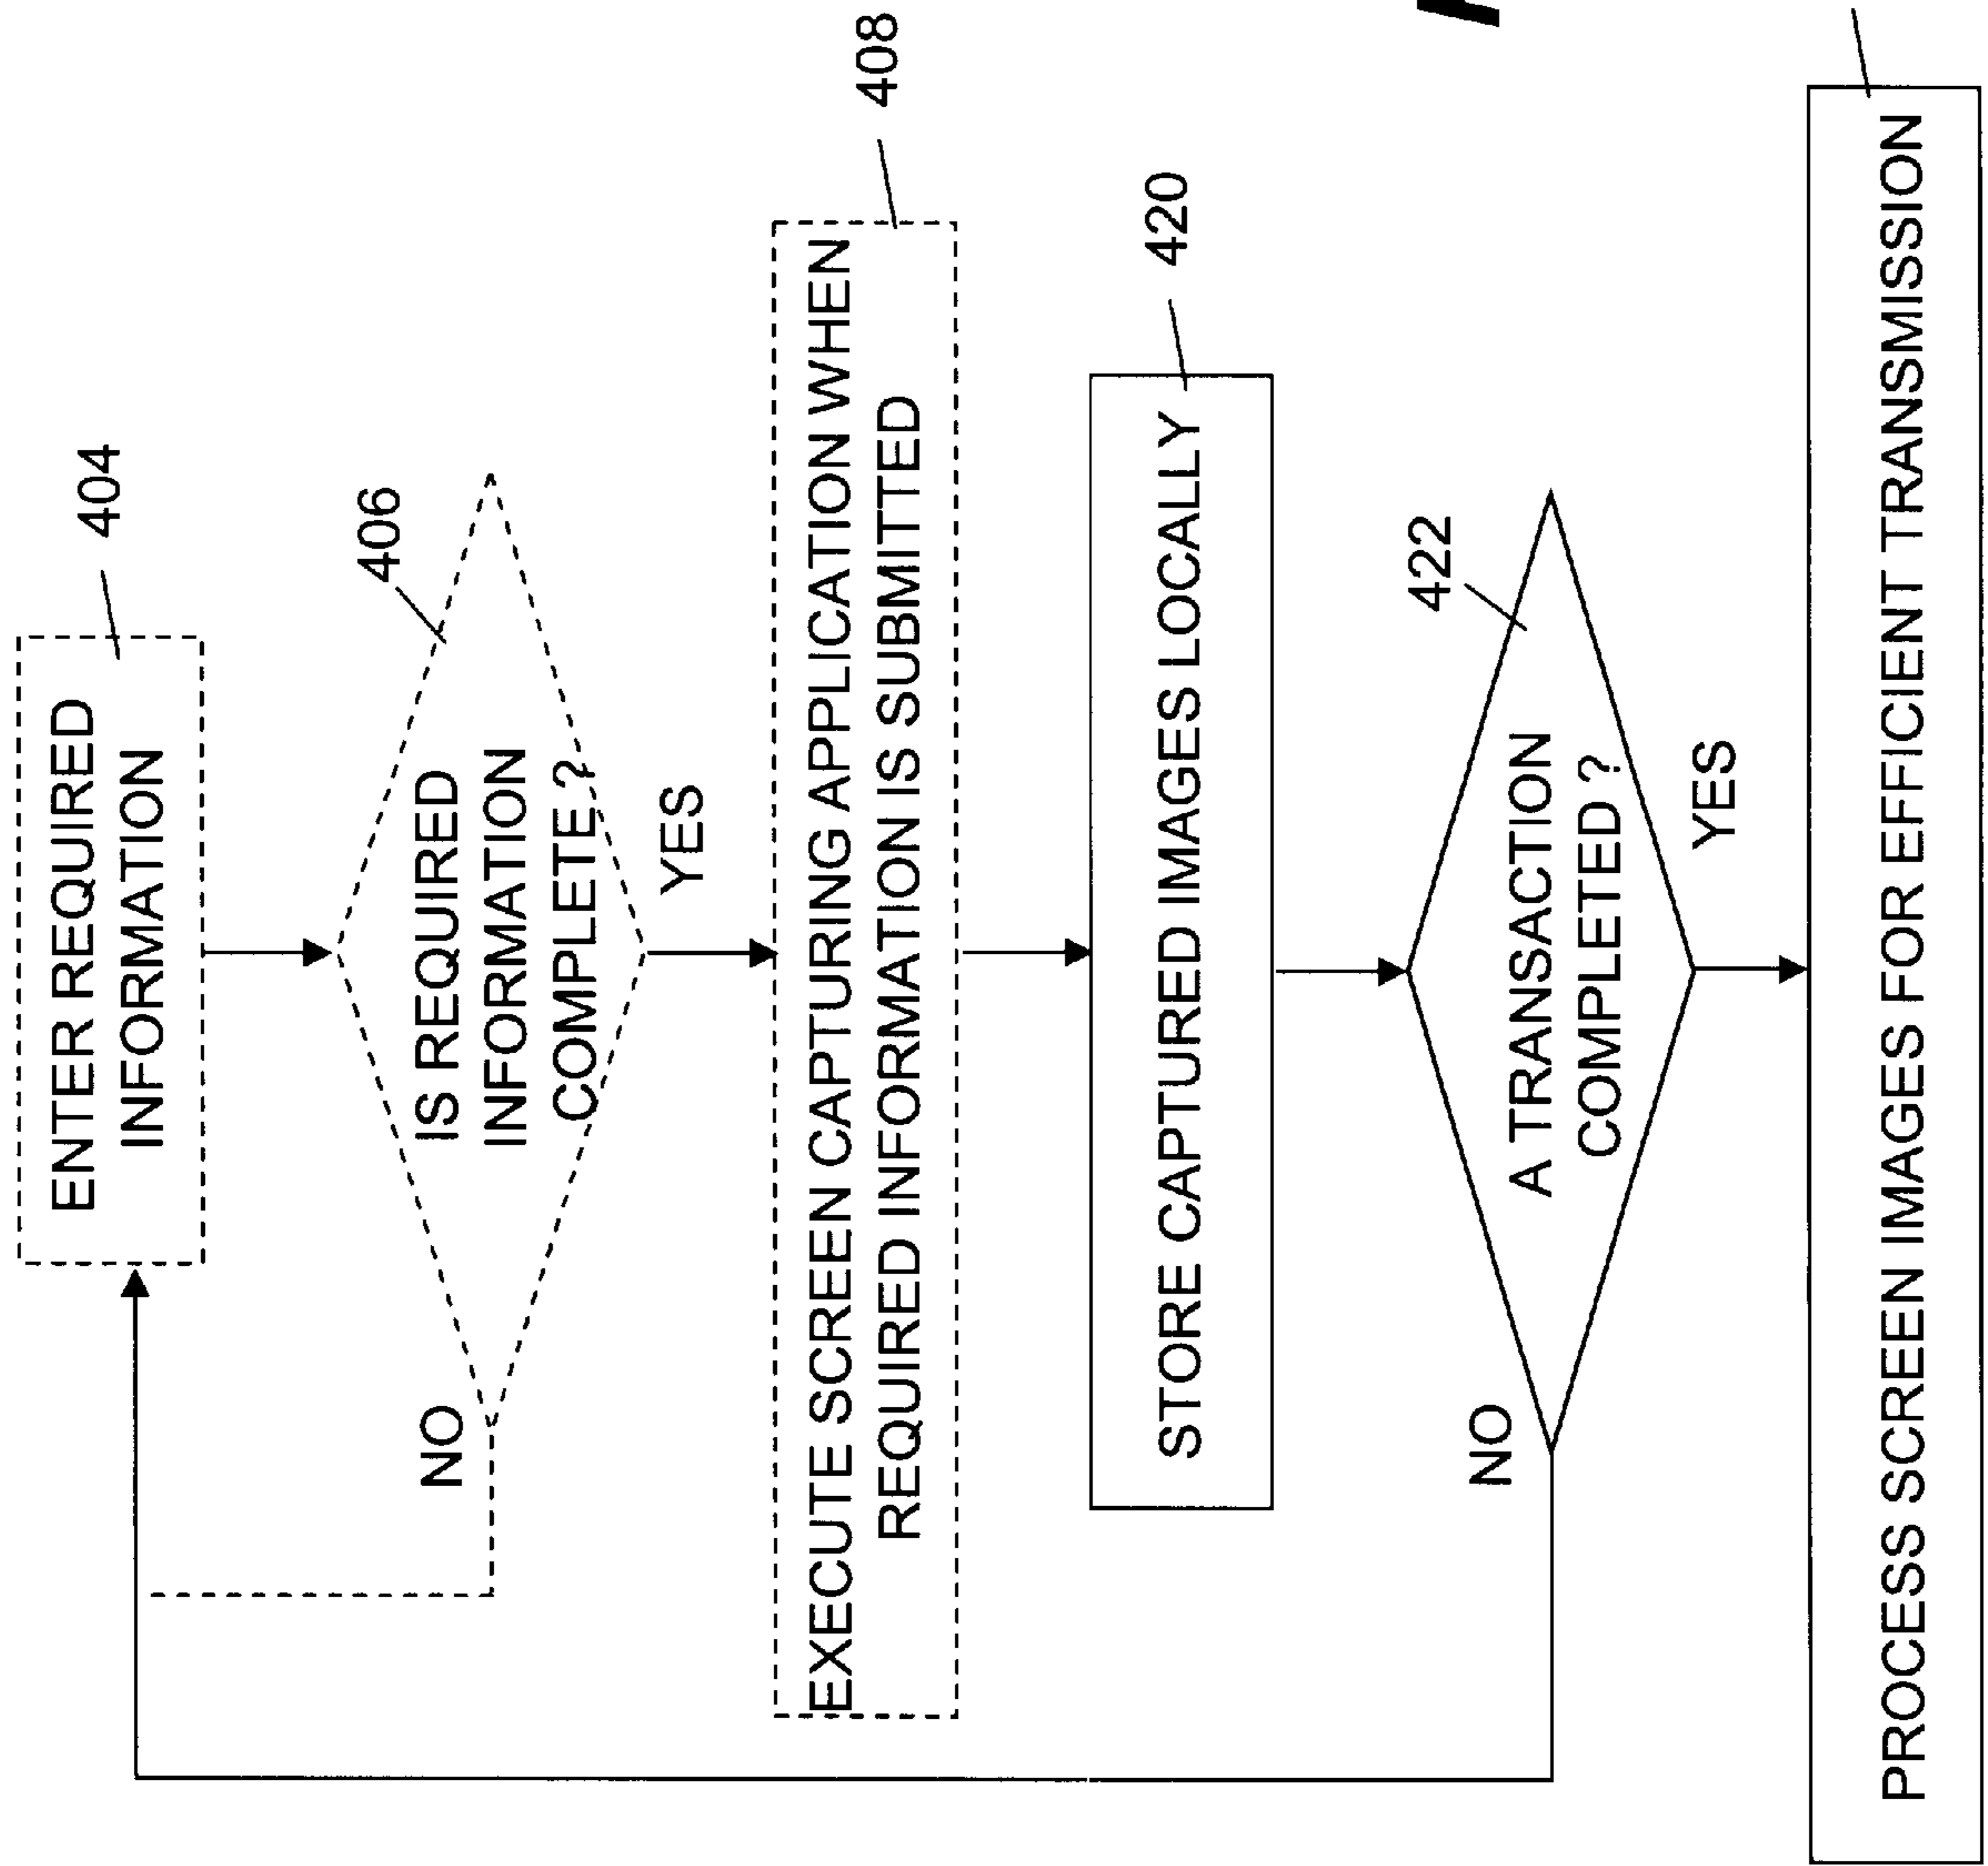 ENTER REQUIRED
INFORMATION
404
IS REQUIRED
INFORMATION
COMPLETE ?
406
NO
YES
EXECUTE SCREEN CAPTURING APPLICATION WHEN
REQUIRED INFORMATION IS SUBMITTED
408
STORE CAPTURED IMAGES LOCALLY
420
A TRANSACTION
COMPLETED ?
422
NO
YES
PROCESS SCREEN IMAGES FOR EFFICIENT TRANSMISSION